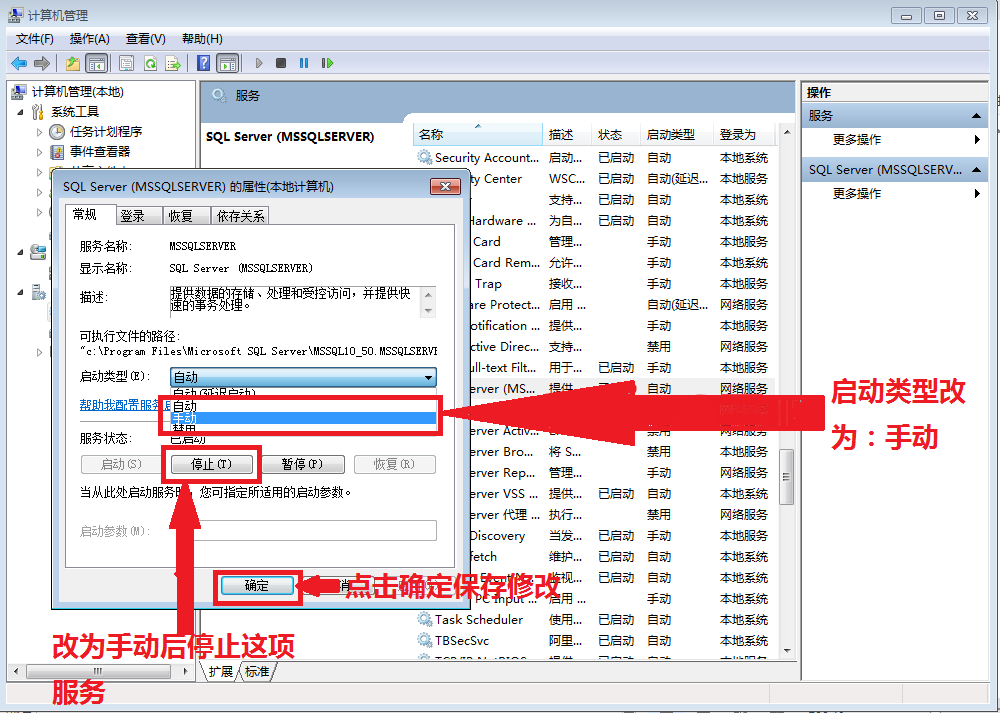 计算机管理
文件(F) 操作(A) 查看(V) 帮助(H)
计算机管理(本地)
系统工具
任务计划程序
事件查看器
服务
SQL Server (MSSQLSERVER)
名称 描述 状态 启动类型 登录为
Security Account... 启动... 已启动 自动 本地系统
ty Center WSC... 已启动 自动(延迟... 本地服务
支持... 已启动 自动 本地系统
Hardware ... 为自... 已启动 自动 本地系统
Card 管理... 手动 本地服务
Card Rem... 允许... 手动 本地系统
Trap 接收... 手动 本地服务
are Protect... 启用 ... 自动(延迟... 网络服务
otification ... 提供... 手动 本地服务
ctive Direc... 支持... 禁用 本地服务
ull-text Filt... 用于... 已启动 手动 本地服务
erver (MS... 提供... 自动 网络服务
erver Activ... 禁用 网络服务
erver Bro... 将 S... 禁用 本地服务
erver Rep... 管理... 手动 网络服务
erver VSS ... 提供... 已启动 自动 本地系统
erver 代理 ... 执行... 禁用 网络服务
Discovery 当发... 已启动 手动 本地服务
fetch 维护... 已启动 自动 本地系统
监视... 已启动 自动 本地系统
PC Input ... 启用 ... 手动 本地系统
Task Scheduler 使用... 已启动 自动 本地系统
TBSecSvc 阿里... 已启动 自动 本地系统
扩展 标准
操作
服务
更多操作
SQL Server (MSSQLSERV...
更多操作
SQL Server (MSSQLSERVER) 的属性(本地计算机)
常规 登录 恢复 依存关系
服务名称: MSSQLSERVER
显示名称: SQL Server (MSSQLSERVER)
描述: 提供数据的存储、处理和受控访问，并提供快
速的事务处理。
可执行文件的路径:
"c:\Program Files\Microsoft SQL Server\MSSQL10_50.MSSQLSERVE
启动类型(E): 自动
自动(延迟启动)
自动
手动
禁用
帮助我配置服务
服务状态: 已启动
启动(S) 停止(T) 暂停(P) 恢复(R)
当从此处启动服务时，您可指定所适用的启动参数。
启动参数(M):
确定
启动类型改
为：手动
点击确定保存修改
改为手动后停止这项
服务